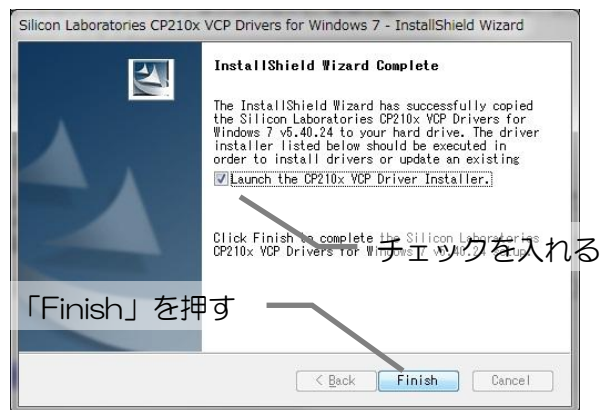 Silicon Laboratories CP210x VCP Drivers for Windows 7 - InstallShield Wizard
InstallShield Wizard Complete
The InstallShield Wizard has successfully copied
the Silicon Laboratories CP210x VCP Drivers for
Windows 7 v5.40.24 to your hard drive. The driver
installer listed below should be executed in
order to install drivers or update an existing
Launch the CP210x VCP Driver Installer.
Click Finish to complete the Silicon Laboratories
チェックを入れる
CP210x VCP Drivers for Windows 7 v5.40.24 setup.
「Finish」を押す
< Back
Finish
Cancel